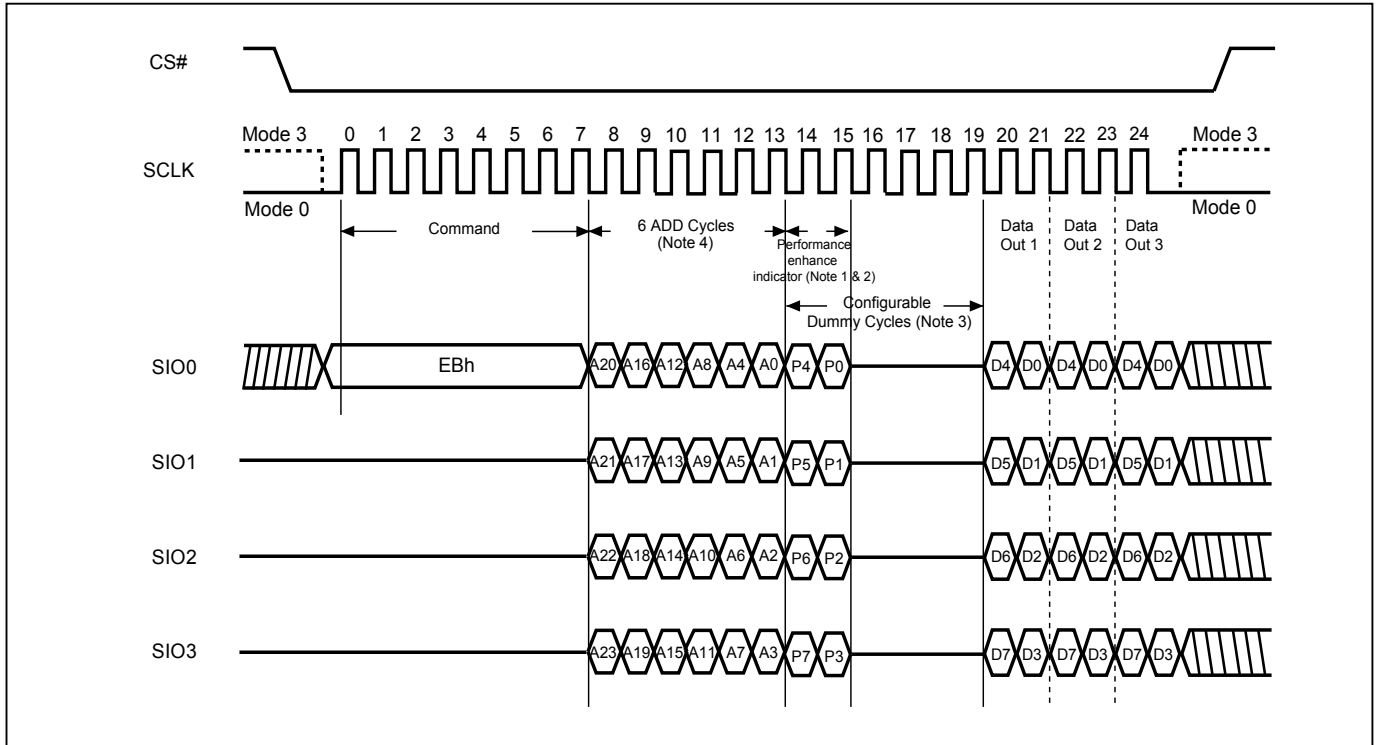 CS#
Mode 3 0 1 2 3 4 5 6 7 8 9 10 11 12 13 14 15 16 17 18 19 20 21 22 23 24 Mode 3
SCLK
Mode 0 Mode 0
Command
6 ADD Cycles
(Note 4)
Performance
enhance
indicator (Note 1 & 2)
Data
Out 1
Data
Out 2
Data
Out 3
Configurable
Dummy Cycles (Note 3)
SIO0 EBh A20 A16 A12 A8 A4 A0 P4 P0 D4 D0 D4 D0 D4 D0
SIO1 A21 A17 A13 A9 A5 A1 P5 P1 D5 D1 D5 D1 D5 D1
SIO2 A22 A18 A14 A10 A6 A2 P6 P2 D6 D2 D6 D2 D6 D2
SIO3 A23 A19 A15 A11 A7 A3 P7 P3 D7 D3 D7 D3 D7 D3